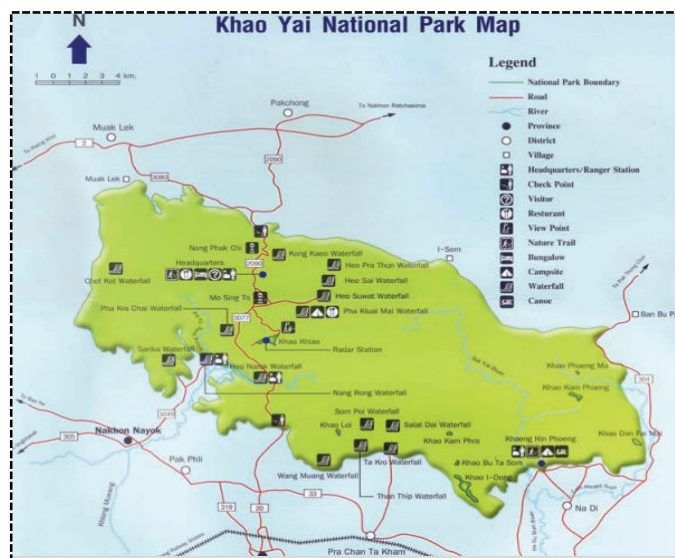 Khao Yai National Park Map
N
1 0 2 4 km.
Legend
National Park Boundary
Road
River
Province
District
Village
Headquarters/Ranger Station
Check Point
Visitor
Resturant
View Point
Nature Trail
Bungalow
Campsite
Waterfall
Canoe
Pakchong
To Nakhon Ratchasima
Muak Lek
2
2090
Muak Lek
3080
Nong Phak Chi
Kong Kaeo Waterfall
I-Som
Headquarters
2090
Heo Pra Thun Waterfall
Chet Kot Waterfall
Heo Sai Waterfall
Mo Sing To
Heo Suwat Waterfall
Pha Kra Chai Waterfall
3077
Pha Kluai Mai Waterfall
Ban Bu
Khao Khiao
Sarika Waterfall
Radar Station
Heo Narok Waterfall
Khao Phaeng Ma
304
Khao Kam Phaeng
Nang Rong Waterfall
3049
305
Nakhon Nayok
Som Poi Waterfall
Khao Loi
Salat Dai Waterfall
Khao Kam Phra
Khaeng Hin Phoeng
Pak Phli
Ta Kro Waterfall
Khao Bu Ta Som
Wang Muang Waterfall
Khao I-Dong
Than Thip Waterfall
33
219
20
Na Di
Pra Chan Ta Kham